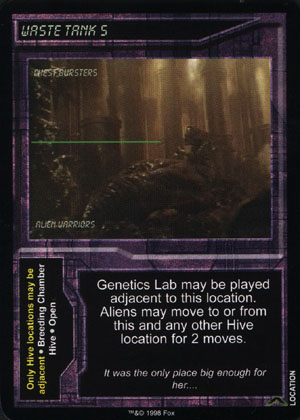 WASTE TANK 5
CHEST BURSTERS
ALIEN WARRIORS
Only Hive locations may be
adjacent • Breeding Chamber
Hive • Open
Genetics Lab may be played
adjacent to this location.
Aliens may move to or from
this and any other Hive
location for 2 moves.
It was the only place big enough for
her....
LOCATION
™&© 1998 Fox